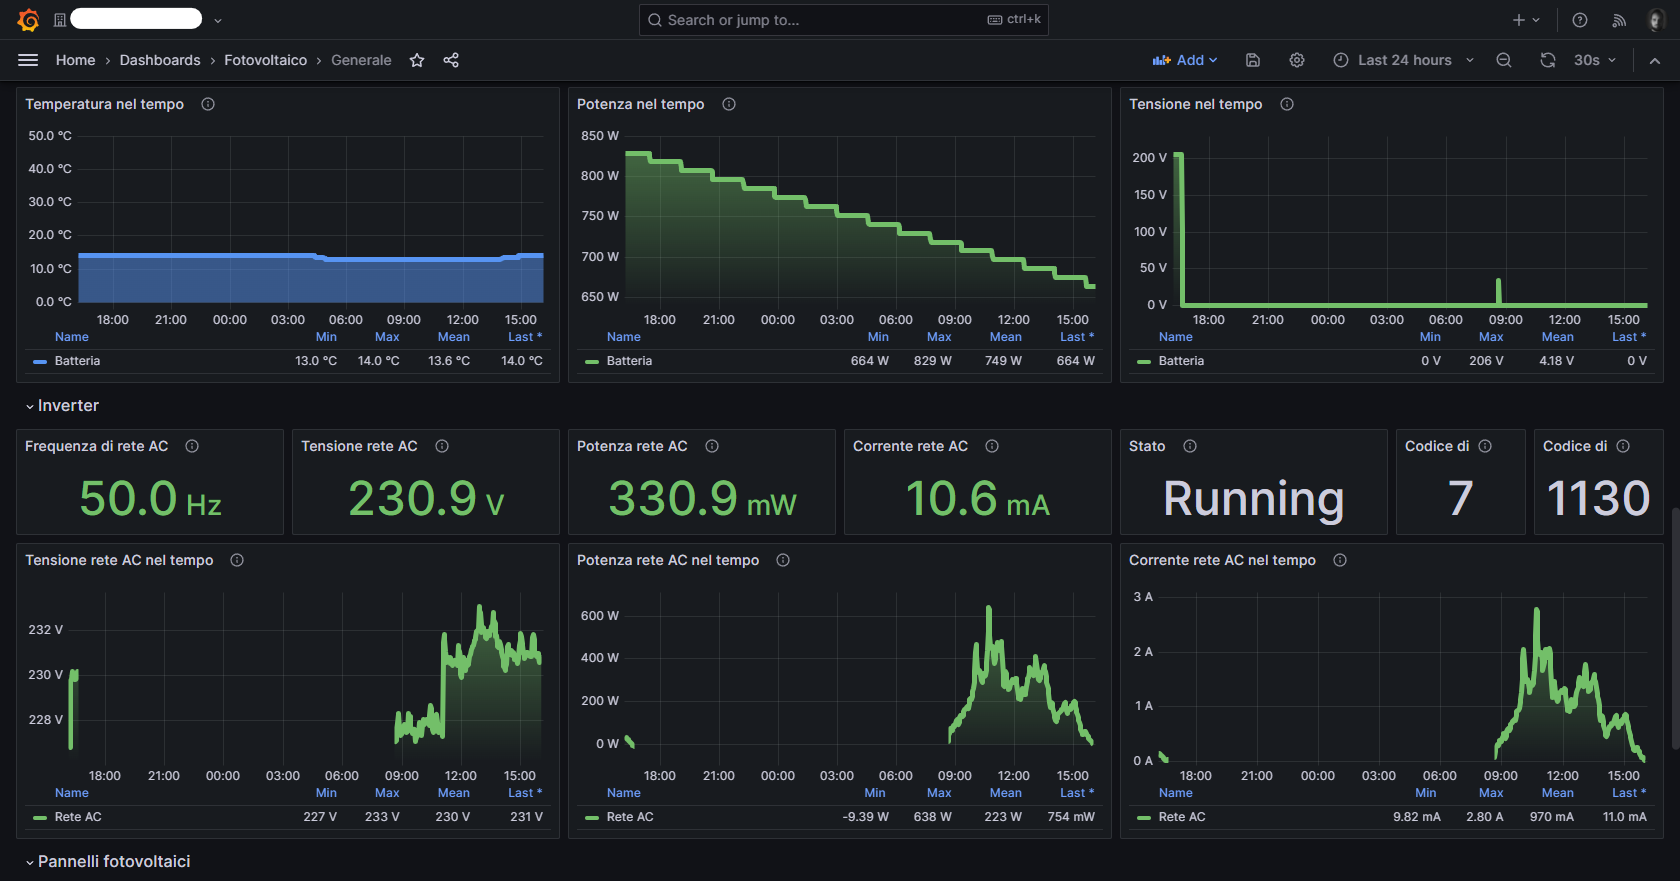 Search or jump to...
ctrl+k
Home › Dashboards › Fotovoltaico › Generale
Add
Last 24 hours
30s
Temperatura nel tempo
50.0 °C
40.0 °C
30.0 °C
20.0 °C
10.0 °C
0.0 °C
18:00 21:00 00:00 03:00 06:00 09:00 12:00 15:00
Name Min Max Mean Last *
Batteria 13.0 °C 14.0 °C 13.6 °C 14.0 °C
Potenza nel tempo
850 W
800 W
750 W
700 W
650 W
18:00 21:00 00:00 03:00 06:00 09:00 12:00 15:00
Name Min Max Mean Last *
Batteria 664 W 829 W 749 W 664 W
Tensione nel tempo
200 V
150 V
100 V
50 V
0 V
18:00 21:00 00:00 03:00 06:00 09:00 12:00 15:00
Name Min Max Mean Last *
Batteria 0 V 206 V 4.18 V 0 V
Inverter
Frequenza di rete AC
50.0 Hz
Tensione rete AC
230.9 V
Potenza rete AC
330.9 mW
Corrente rete AC
10.6 mA
Stato
Running
Codice di
7
Codice di
1130
Tensione rete AC nel tempo
232 V
230 V
228 V
18:00 21:00 00:00 03:00 06:00 09:00 12:00 15:00
Name Min Max Mean Last *
Rete AC 227 V 233 V 230 V 231 V
Potenza rete AC nel tempo
600 W
400 W
200 W
0 W
18:00 21:00 00:00 03:00 06:00 09:00 12:00 15:00
Name Min Max Mean Last *
Rete AC -9.39 W 638 W 223 W 754 mW
Corrente rete AC nel tempo
3 A
2 A
1 A
0 A
18:00 21:00 00:00 03:00 06:00 09:00 12:00 15:00
Name Min Max Mean Last *
Rete AC 9.82 mA 2.80 A 970 mA 11.0 mA
Pannelli fotovoltaici